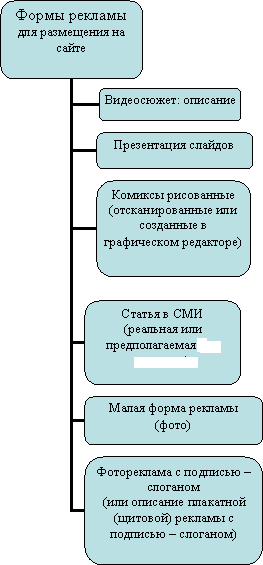 Формы рекламы
для размещения на
сайте
Видеосюжет: описание
Презентация слайдов
Комиксы рисованные
(отсканированные или
созданные в
графическом редакторе)
Статья в СМИ
(реальная или
предполагаемая
Малая форма рекламы
(фото)
Фотореклама с подписью –
слоганом
(или описание плакатной
(щитовой) рекламы с
подписью – слоганом)